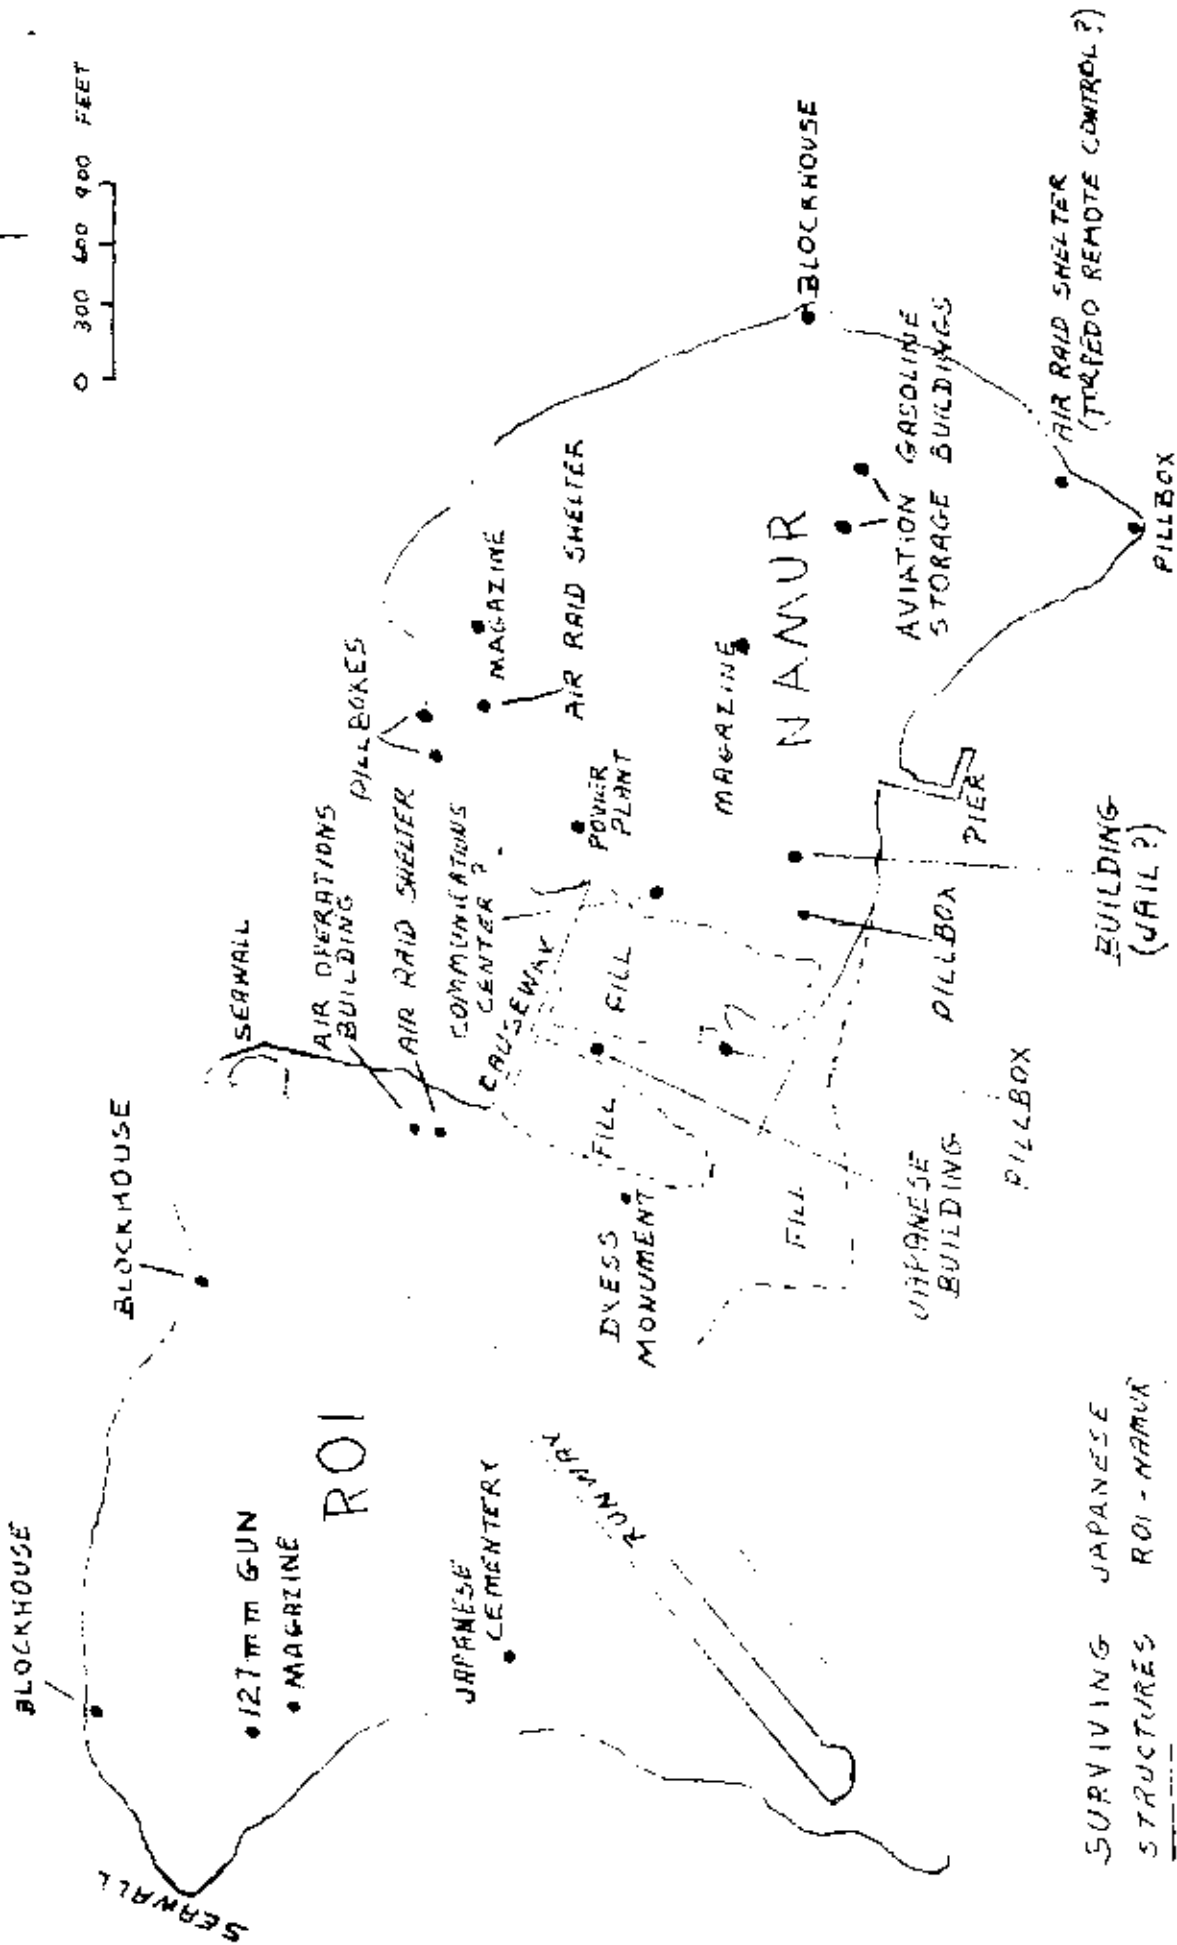 0 300 600 900 FEET
BLOCKHOUSE
SEAWALL
BLOCKHOUSE
127mm GUN
MAGAZINE
ROI
JAPANESE
CEMENTERY
RUNWAY
SEAWALL
AIR OPERATIONS
BUILDING
AIR RAID SHELTER
PILLBOXES
MAGAZINE
AIR RAID SHELTER
COMMUNICATIONS
CENTER ?
CAUSEWAY
POWER
PLANT
FILL
FILL
FILL
DYESS
MONUMENT
MAGAZINE
NAMUR
BLOCKHOUSE
AVIATION GASOLINE
STORAGE BUILDINGS
AIR RAID SHELTER
(TORPEDO REMOTE CONTROL ?)
PILLBOX
PIER
BUILDING
(JAIL ?)
PILLBOX
PILLBOX
JAPANESE
BUILDING
SURVIVING JAPANESE
STRUCTURES ROI - NAMUR